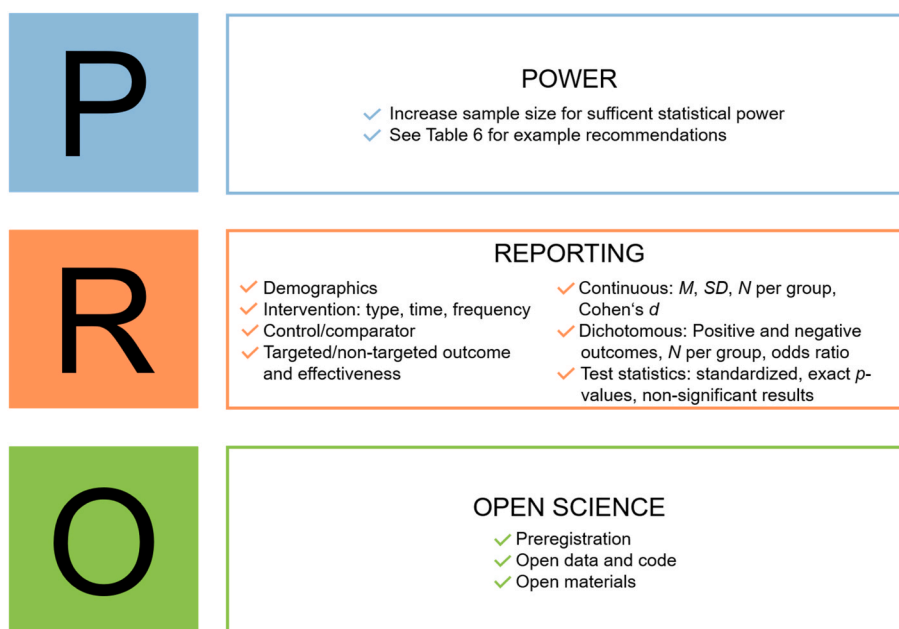 P
POWER
Increase sample size for sufficent statistical power
See Table 6 for example recommendations
R
REPORTING
Demographics
Intervention: type, time, frequency
Control/comparator
Targeted/non-targeted outcome
and effectiveness
Continuous: M, SD, N per group,
Cohen‘s d
Dichotomous: Positive and negative
outcomes, N per group, odds ratio
Test statistics: standardized, exact p-
values, non-significant results
O
OPEN SCIENCE
Preregistration
Open data and code
Open materials